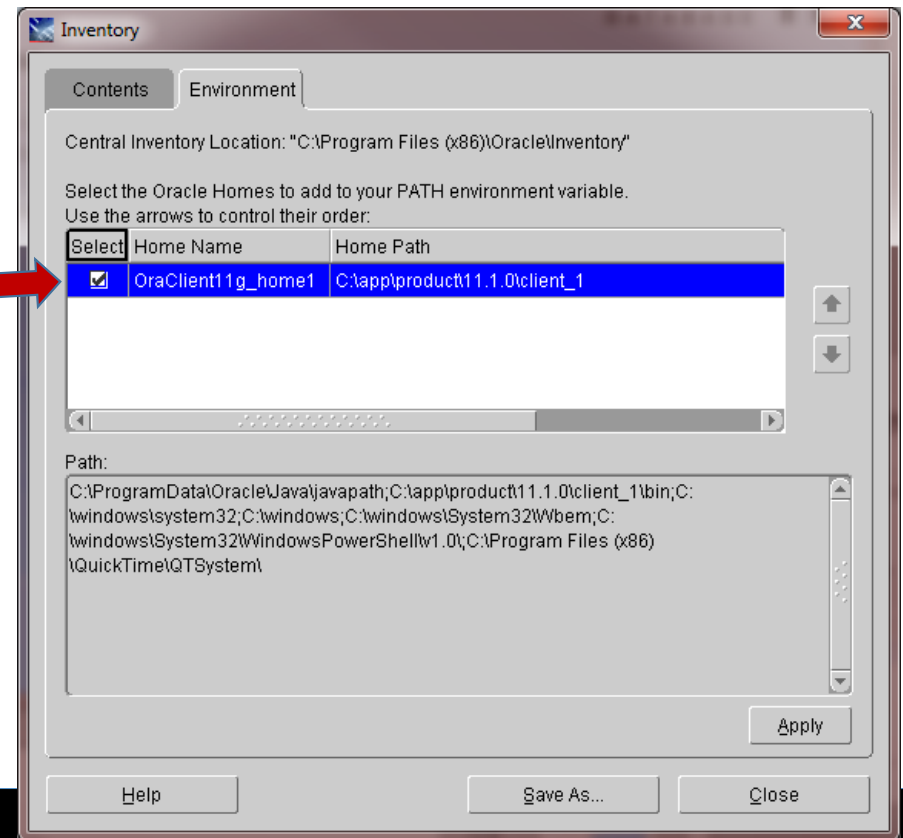 Inventory
Contents
Environment
Central Inventory Location: "C:\Program Files (x86)\Oracle\Inventory"
Select the Oracle Homes to add to your PATH environment variable.
Use the arrows to control their order:
Select Home Name Home Path
OraClient11g_home1 C:\app\product\11.1.0\client_1
Path:
C:\ProgramData\Oracle\Java\javapath;C:\app\product\11.1.0\client_1\bin;C:
\windows\system32;C:\windows;C:\windows\System32\Wbem;C:
\windows\System32\WindowsPowerShell\v1.0\;C:\Program Files (x86)
\QuickTime\QTSystem\
Apply
Help
Save As...
Close